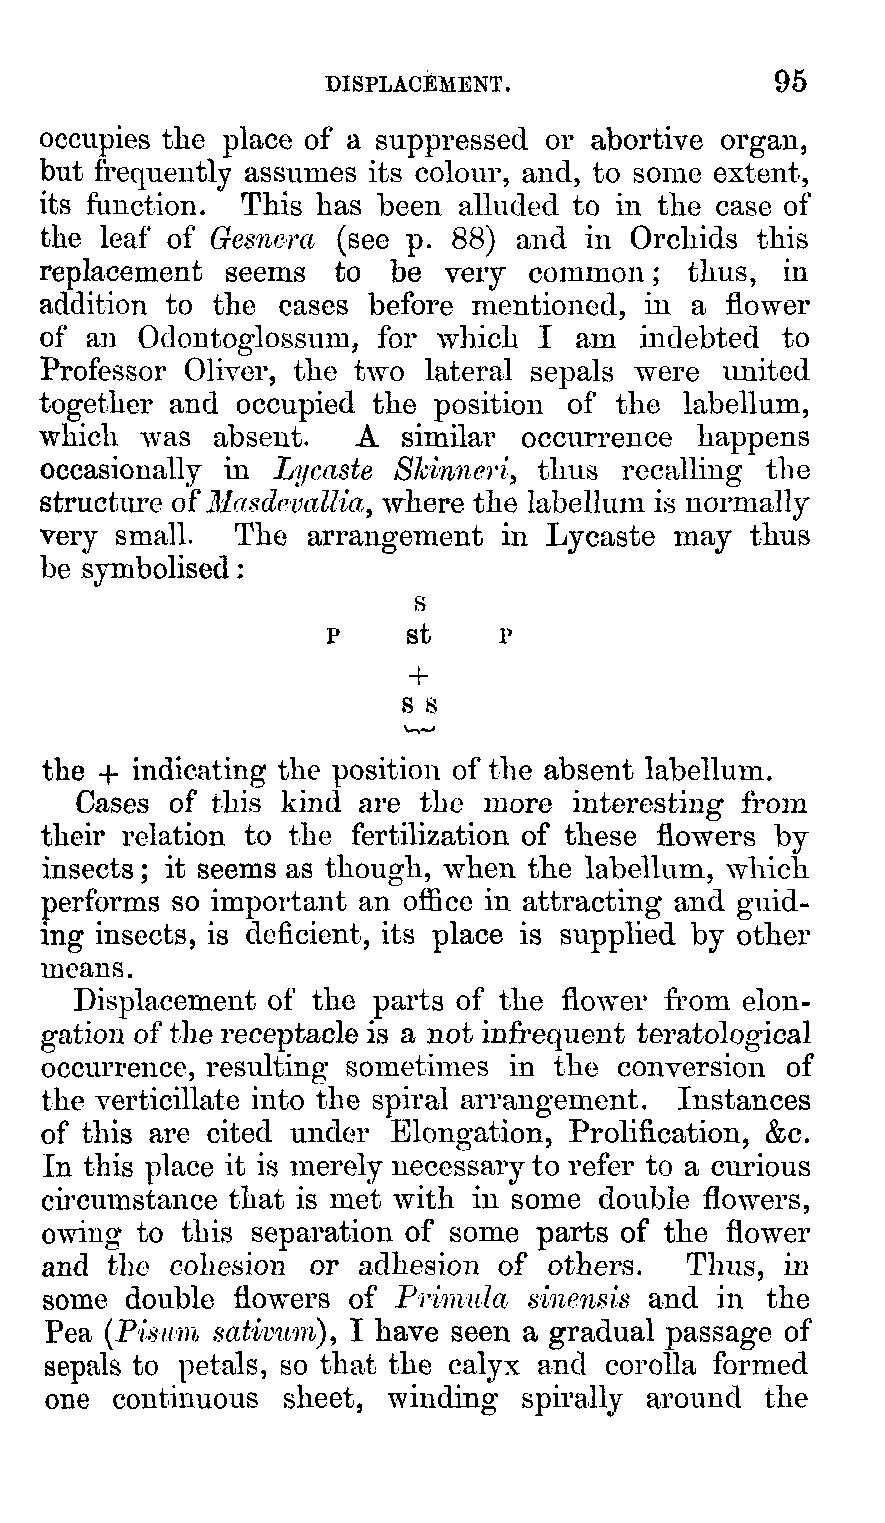 DISPLACEMENT. 95
occupies the place of a suppressed or abortive organ,
but frequently assumes its colour, and, to some extent,
its function. This has been alluded to in the case of
the leaf of Gesnera (see p. 88) and in Orchids this
replacement seems to be very common; thus, in
addition to the cases before mentioned, in a flower
of an Odontoglossum, for which I am indebted to
Professor Oliver, the two lateral sepals were united
together and occupied the position of the labellum,
which was absent. A similar occurrence happens
occasionally in Lycaste Skinneri, thus recalling the
structure of Masdevallia, where the labellum is normally
very small. The arrangement in Lycaste may thus
be symbolised:
S
P st P
+
S S
the + indicating the position of the absent labellum.
Cases of this kind are the more interesting from
their relation to the fertilization of these flowers by
insects; it seems as though, when the labellum, which
performs so important an office in attracting and guid-
ing insects, is deficient, its place is supplied by other
means.
Displacement of the parts of the flower from elon-
gation of the receptacle is a not infrequent teratological
occurrence, resulting sometimes in the conversion of
the verticillate into the spiral arrangement. Instances
of this are cited under Elongation, Prolification, &c.
In this place it is merely necessary to refer to a curious
circumstance that is met with in some double flowers,
owing to this separation of some parts of the flower
and the cohesion or adhesion of others. Thus, in
some double flowers of Primula sinensis and in the
Pea (Pisum sativum), I have seen a gradual passage of
sepals to petals, so that the calyx and corolla formed
one continuous sheet, winding spirally around the